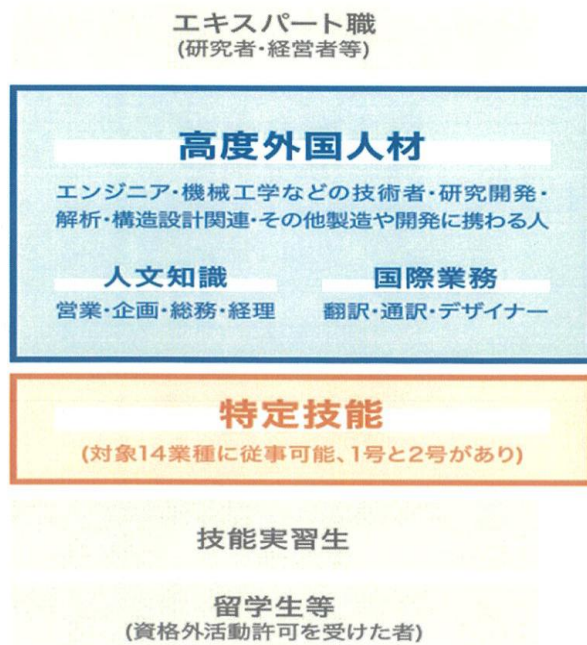 エキスパート職
(研究者・経営者等)
高度外国人材
エンジニア・機械工学などの技術者・研究開発・
解析・構造設計関連・その他製造や開発に携わる人
人文知識
国際業務
営業・企画・総務・経理
翻訳・通訳・デザイナー
特定技能
(対象14業種に従事可能、1号と2号があり)
技能実習生
留学生等
(資格外活動許可を受けた者)